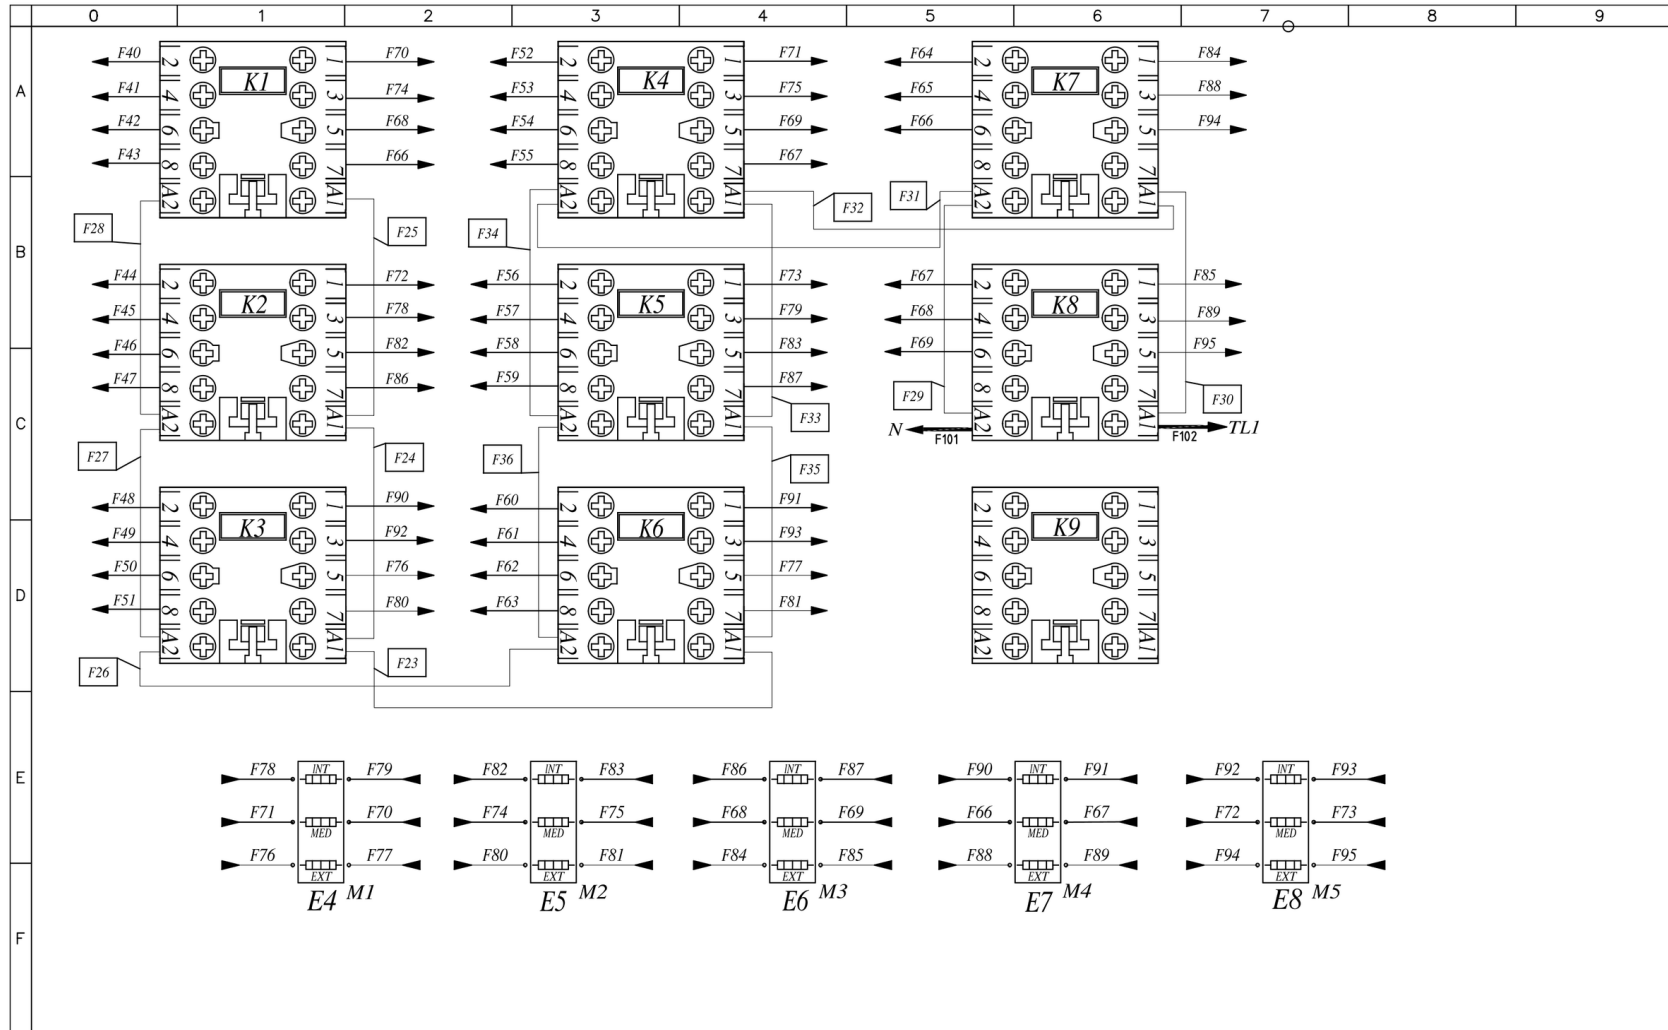 0 1 2 3 4 5 6 7 8 9
A
B
C
D
E
F
F40 2 K1 1 F70
F41 4 3 F74
F42 6 5 F68
F43 8 7 F66
A2 A1
F52 2 K4 1 F71
F53 4 3 F75
F54 6 5 F69
F55 8 7 F67
A2 A1
F64 2 K7 1 F84
F65 4 3 F88
F66 6 5 F94
8 7
A2 A1
F28 F25 F34 F32 F31
F44 2 K2 1 F72
F45 4 3 F78
F46 6 5 F82
F47 8 7 F86
A2 A1
F56 2 K5 1 F73
F57 4 3 F79
F58 6 5 F83
F59 8 7 F87
A2 A1
F67 2 K8 1 F85
F68 4 3 F89
F69 6 5 F95
8 7
A2 A1
F29 F30
F33
N F101 F102 TL1
F27 F24 F36 F35
F48 2 K3 1 F90
F49 4 3 F92
F50 6 5 F76
F51 8 7 F80
A2 A1
F60 2 K6 1 F91
F61 4 3 F93
F62 6 5 F77
F63 8 7 F81
A2 A1
2 K9 1
4 3
6 5
8 7
A2 A1
F26 F23
F78 INT F79
F71 MED F70
F76 EXT F77
E4 M1
F82 INT F83
F74 MED F75
F80 EXT F81
E5 M2
F86 INT F87
F68 MED F69
F84 EXT F85
E6 M3
F90 INT F91
F66 MED F67
F88 EXT F89
E7 M4
F92 INT F93
F72 MED F73
F94 EXT F95
E8 M5